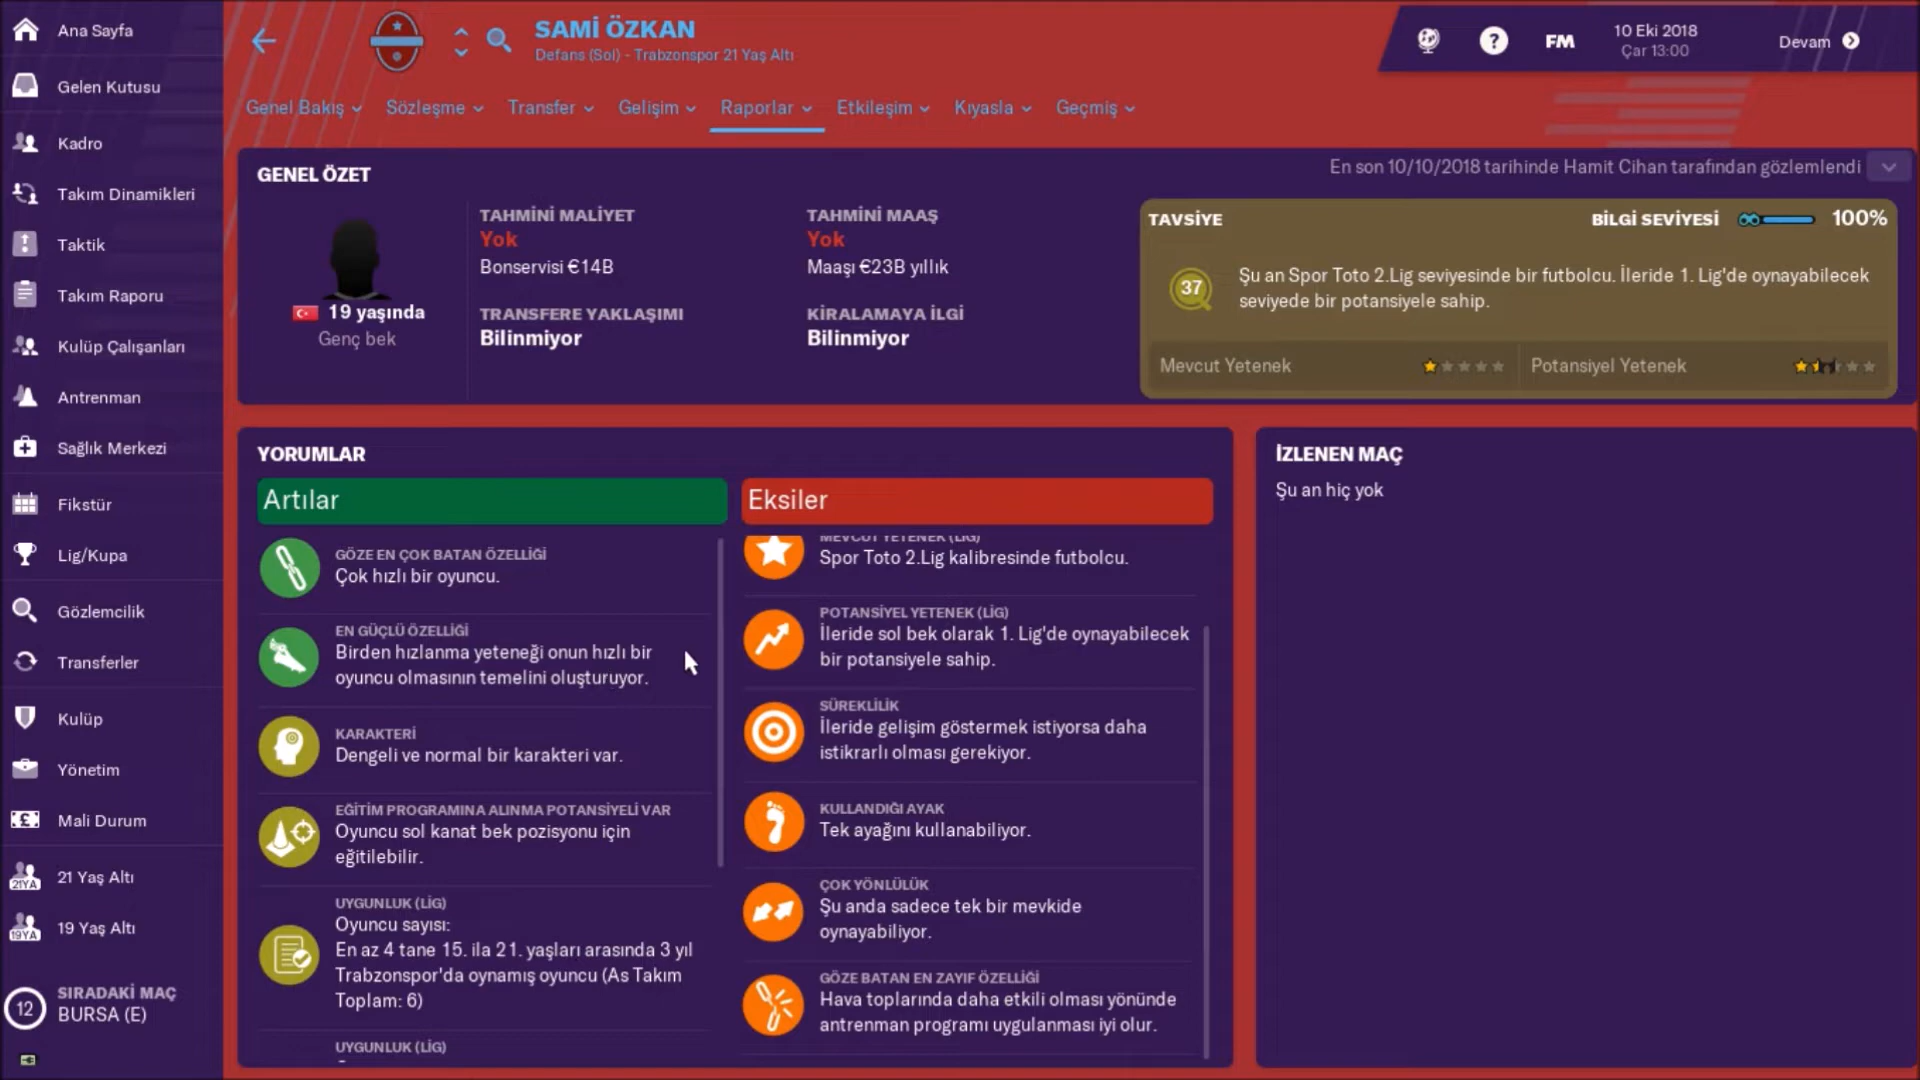 Ana Sayfa
Gelen Kutusu
Kadro
Takım Dinamikleri
Taktik
Takım Raporu
Kulüp Çalışanları
Antrenman
Sağlık Merkezi
Fikstür
Lig/Kupa
Gözlemcilik
Transferler
Kulüp
Yönetim
Mali Durum
21YA
21 Yaş Altı
19YA
19 Yaş Altı
12
SIRADAKİ MAÇ
BURSA (E)
SAMİ ÖZKAN
Defans (Sol) - Trabzonspor 21 Yaş Altı
?
FM
10 Eki 2018
Çar 13:00
Devam
Genel Bakış
Sözleşme
Transfer
Gelişim
Raporlar
Etkileşim
Kıyasla
Geçmiş
GENEL ÖZET
En son 10/10/2018 tarihinde Hamit Cihan tarafından gözlemlendi
19 yaşında
Genç bek
TAHMİNİ MALİYET
Yok
Bonservisi €14B
TRANSFERE YAKLAŞIMI
Bilinmiyor
TAHMİNİ MAAŞ
Yok
Maaşı €23B yıllık
KİRALAMAYA İLGİ
Bilinmiyor
TAVSİYE
BİLGİ SEVİYESİ
100%
37
Şu an Spor Toto 2.Lig seviyesinde bir futbolcu. İleride 1. Lig'de oynayabilecek
seviyede bir potansiyele sahip.
Mevcut Yetenek
Potansiyel Yetenek
YORUMLAR
Artılar
GÖZE EN ÇOK BATAN ÖZELLİĞİ
Çok hızlı bir oyuncu.
EN GÜÇLÜ ÖZELLİĞİ
Birden hızlanma yeteneği onun hızlı bir
oyuncu olmasının temelini oluşturuyor.
KARAKTERİ
Dengeli ve normal bir karakteri var.
EĞİTİM PROGRAMINA ALINMA POTANSİYELİ VAR
Oyuncu sol kanat bek pozisyonu için
eğitilebilir.
UYGUNLUK (LİG)
Oyuncu sayısı:
En az 4 tane 15. ila 21. yaşları arasında 3 yıl
Trabzonspor'da oynamış oyuncu (As Takım
Toplam: 6)
UYGUNLUK (LİG)
Eksiler
MEVCUT YETENEK (LİG)
Spor Toto 2.Lig kalibresinde futbolcu.
POTANSİYEL YETENEK (LİG)
İleride sol bek olarak 1. Lig'de oynayabilecek
bir potansiyele sahip.
SÜREKLİLİK
İleride gelişim göstermek istiyorsa daha
istikrarlı olması gerekiyor.
KULLANDIĞI AYAK
Tek ayağını kullanabiliyor.
ÇOK YÖNLÜLÜK
Şu anda sadece tek bir mevkide
oynayabiliyor.
GÖZE BATAN EN ZAYIF ÖZELLİĞİ
Hava toplarında daha etkili olması yönünde
antrenman programı uygulanması iyi olur.
İZLENEN MAÇ
Şu an hiç yok